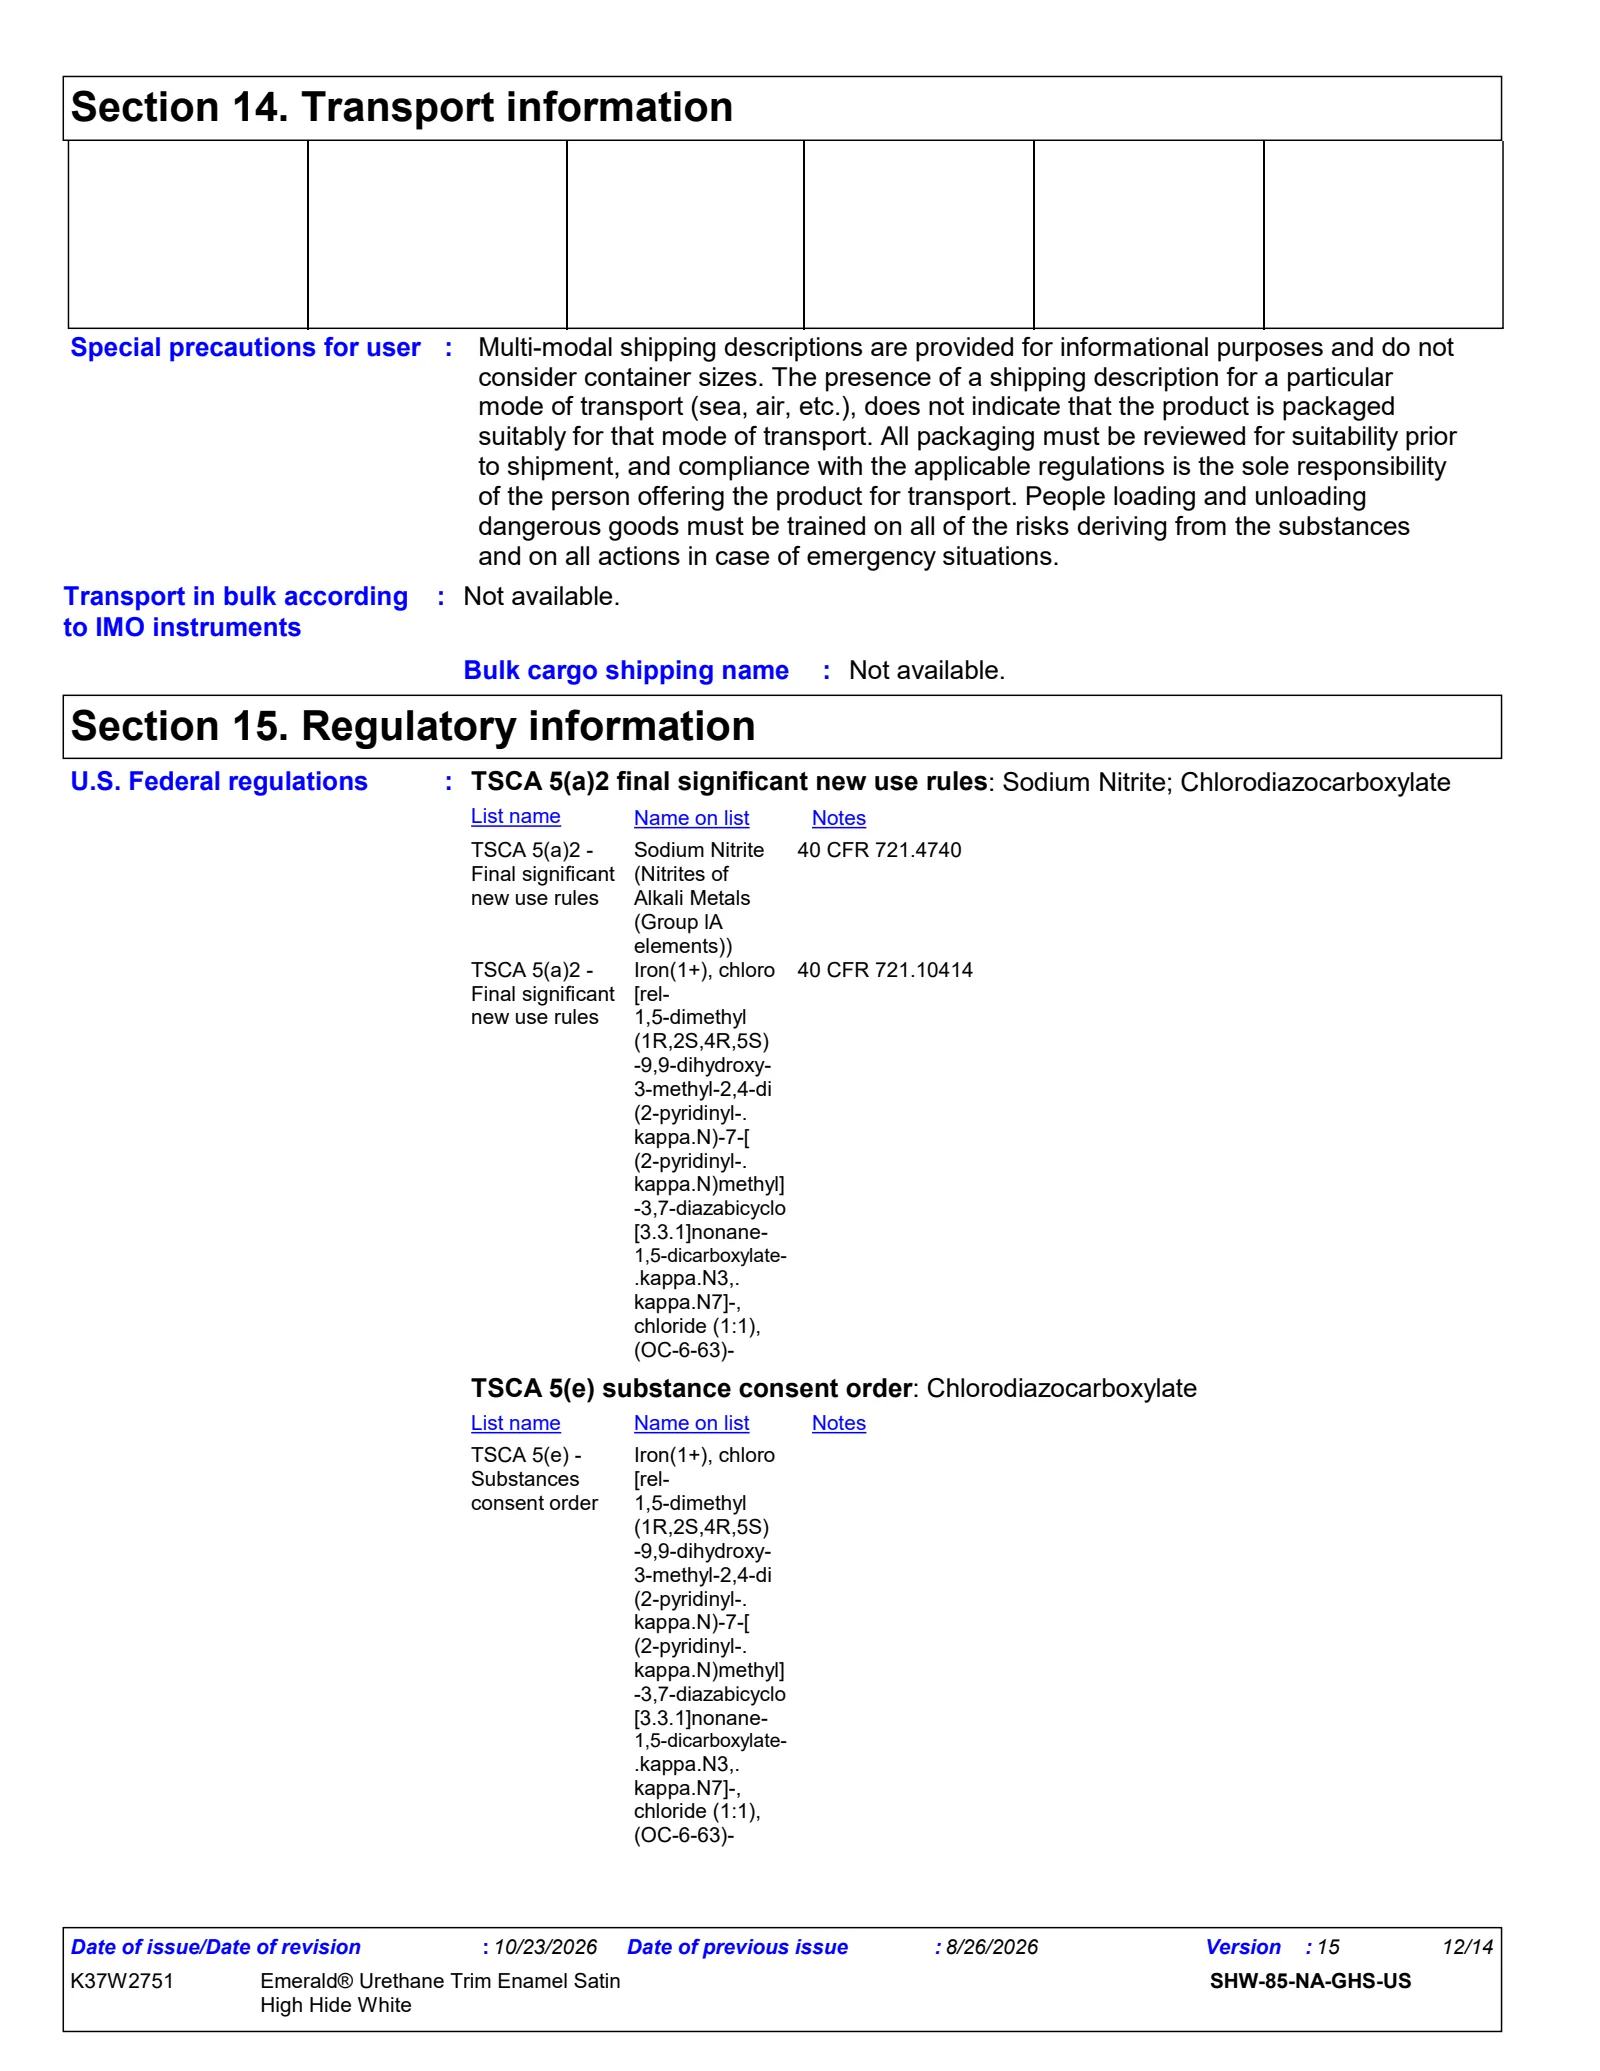 Section 14. Transport information
Special precautions for user : Multi-modal shipping descriptions are provided for informational purposes and do not
consider container sizes. The presence of a shipping description for a particular
mode of transport (sea, air, etc.), does not indicate that the product is packaged
suitably for that mode of transport. All packaging must be reviewed for suitability prior
to shipment, and compliance with the applicable regulations is the sole responsibility
of the person offering the product for transport. People loading and unloading
dangerous goods must be trained on all of the risks deriving from the substances
and on all actions in case of emergency situations.
Transport in bulk according : Not available.
to IMO instruments
Bulk cargo shipping name : Not available.
Section 15. Regulatory information
U.S. Federal regulations : TSCA 5(a)2 final significant new use rules: Sodium Nitrite; Chlorodiazocarboxylate
List name Name on list Notes
TSCA 5(a)2 - Sodium Nitrite 40 CFR 721.4740
Final significant (Nitrites of
new use rules Alkali Metals
(Group IA
elements))
TSCA 5(a)2 - Iron(1+), chloro 40 CFR 721.10414
Final significant [rel-
new use rules 1,5-dimethyl
(1R,2S,4R,5S)
-9,9-dihydroxy-
3-methyl-2,4-di
(2-pyridinyl-.
kappa.N)-7-[
(2-pyridinyl-.
kappa.N)methyl]
-3,7-diazabicyclo
[3.3.1]nonane-
1,5-dicarboxylate-
.kappa.N3,.
kappa.N7]-,
chloride (1:1),
(OC-6-63)-
TSCA 5(e) substance consent order: Chlorodiazocarboxylate
List name Name on list Notes
TSCA 5(e) - Iron(1+), chloro
Substances [rel-
consent order 1,5-dimethyl
(1R,2S,4R,5S)
-9,9-dihydroxy-
3-methyl-2,4-di
(2-pyridinyl-.
kappa.N)-7-[
(2-pyridinyl-.
kappa.N)methyl]
-3,7-diazabicyclo
[3.3.1]nonane-
1,5-dicarboxylate-
.kappa.N3,.
kappa.N7]-,
chloride (1:1),
(OC-6-63)-
Date of issue/Date of revision : 10/23/2026 Date of previous issue : 8/26/2026 Version : 15 12/14
K37W2751 Emerald® Urethane Trim Enamel Satin SHW-85-NA-GHS-US
High Hide White